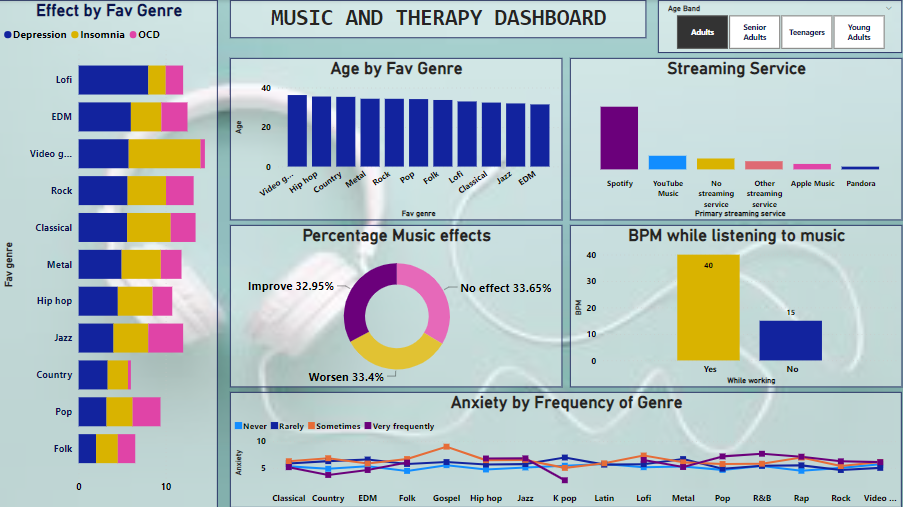 Effect by Fav Genre
Depression Insomnia OCD
Fav genre
Lofi
EDM
Video g...
Rock
Classical
Metal
Hip hop
Jazz
Country
Pop
Folk
0 10
MUSIC AND THERAPY DASHBOARD
Age Band
Adults
Senior
Adults
Teenagers
Young
Adults
Age by Fav Genre
Age
40
20
0
Video g... Hip hop Country Metal Rock Pop Folk Lofi Classical Jazz EDM
Fav genre
Streaming Service
Spotify YouTube Music No streaming service Other streaming service Apple Music Pandora
Primary streaming service
Percentage Music effects
Improve 32.95%
No effect 33.65%
Worsen 33.4%
BPM while listening to music
BPM
40
30
20
10
0
40
15
Yes No
While working
Anxiety by Frequency of Genre
Never Rarely Sometimes Very frequently
Anxiety
10
5
Classical Country EDM Folk Gospel Hip hop Jazz K pop Latin Lofi Metal Pop R&B Rap Rock Video ...